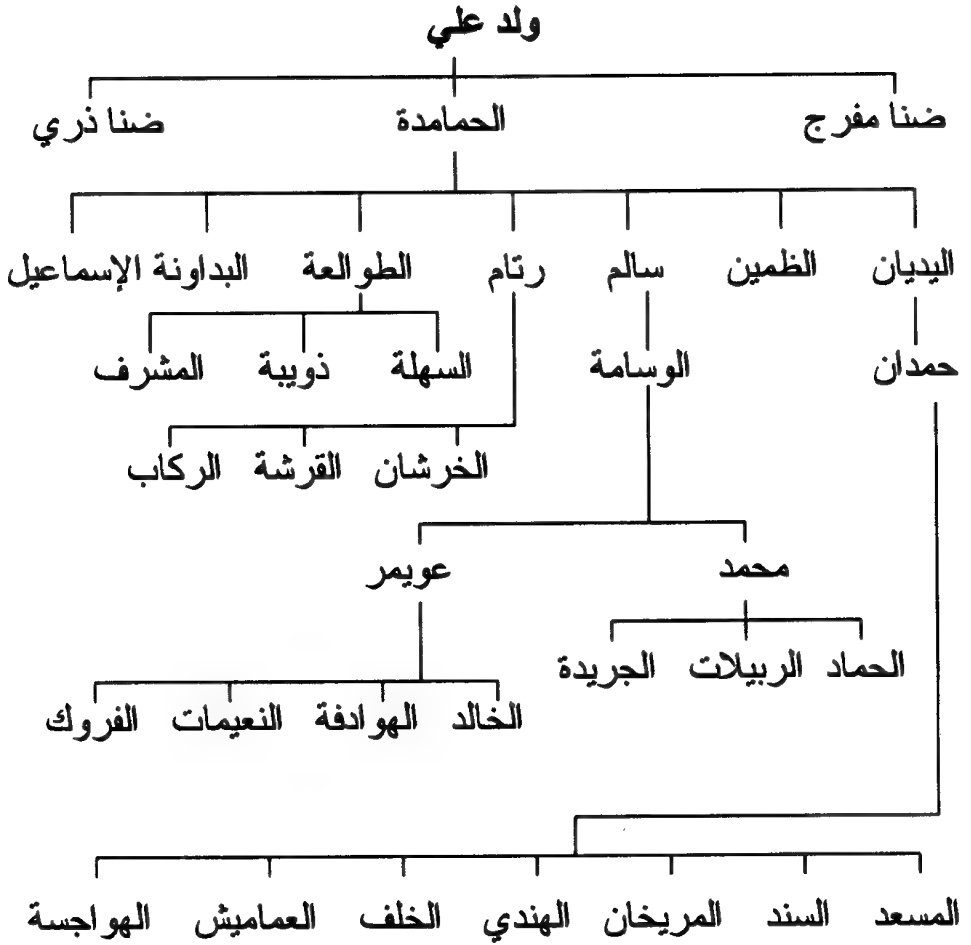 ولد علي
ضنا مفرج الحمامدة ضنا ذري
اليديان الظمين سالم رتام الطوالعة البداونة الإسماعيل
حمدان الوسامة السهلة ذويبة المشرف
الخرشان القرشة الركاب
محمد عويمر
الحماد الربيلات الجريدة
الخالد الهوادفة النعيمات الفروك
المسعد السند المريخان الهندي الخلف العماميش الهواجسة